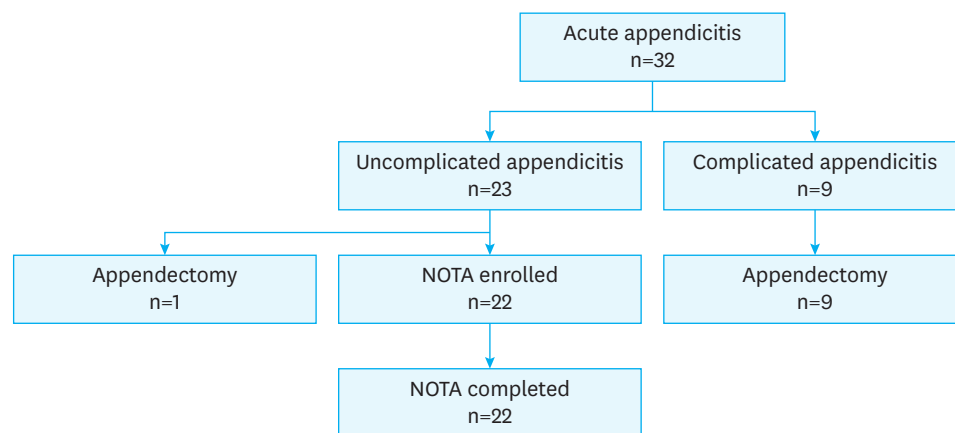 Acute appendicitis
n=32
Uncomplicated appendicitis
n=23
Complicated appendicitis
n=9
Appendectomy
n=1
NOTA enrolled
n=22
Appendectomy
n=9
NOTA completed
n=22